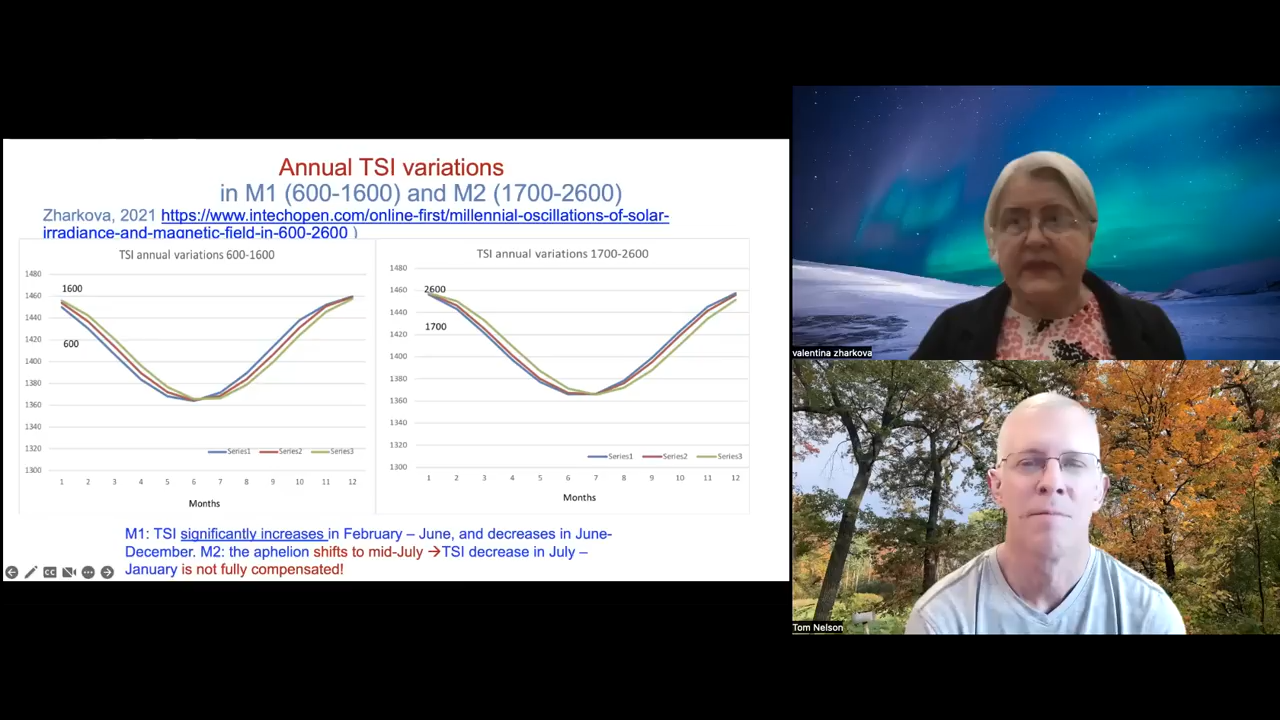 Annual TSI variations
in M1 (600-1600) and M2 (1700-2600)
Zharkova, 2021 https://www.intechopen.com/online-first/millennial-oscillations-of-solar-
irradiance-and-magnetic-field-in-600-2600 )
TSI annual variations 600-1600
1480
1460
1440
1420
1400
1380
1360
1340
1320
1300
1600
600
Series1 Series2 Series3
1 2 3 4 5 6 7 8 9 10 11 12
Months
TSI annual variations 1700-2600
1480
1460
1440
1420
1400
1380
1360
1340
1320
1300
2600
1700
Series1 Series2 Series3
1 2 3 4 5 6 7 8 9 10 11 12
Months
M1: TSI significantly increases in February – June, and decreases in June-
December. M2: the aphelion shifts to mid-July →TSI decrease in July –
January is not fully compensated!
CC
valentina zharkova
Tom Nelson